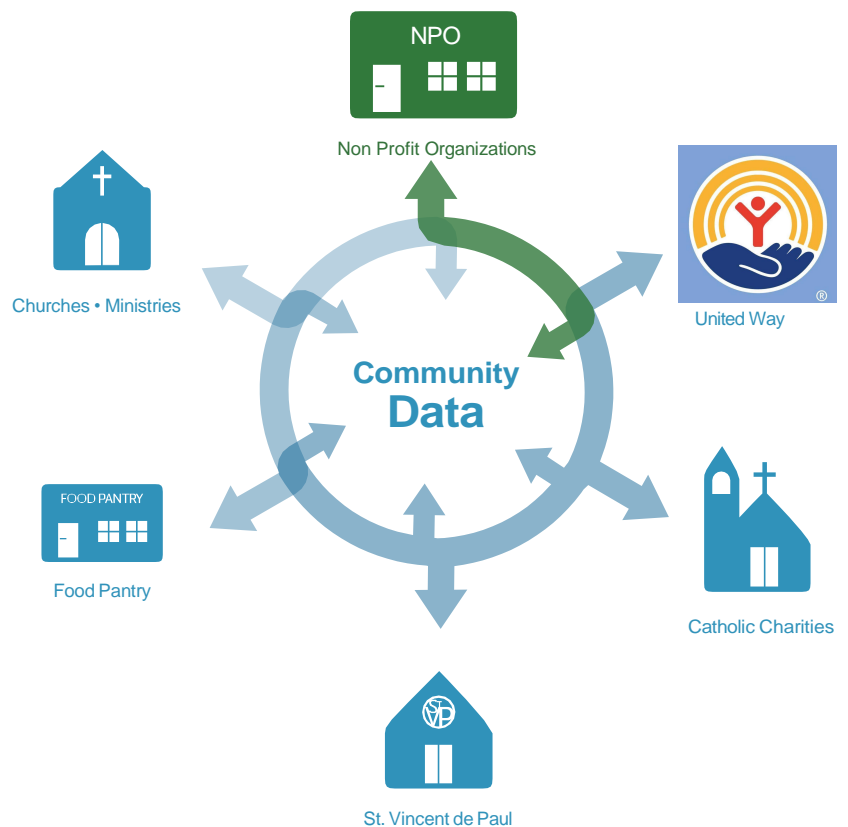 NPO
Non Profit Organizations
Churches • Ministries
®
United Way
Community
Data
FOOD PANTRY
Food Pantry
Catholic Charities
SVP
St. Vincent de Paul